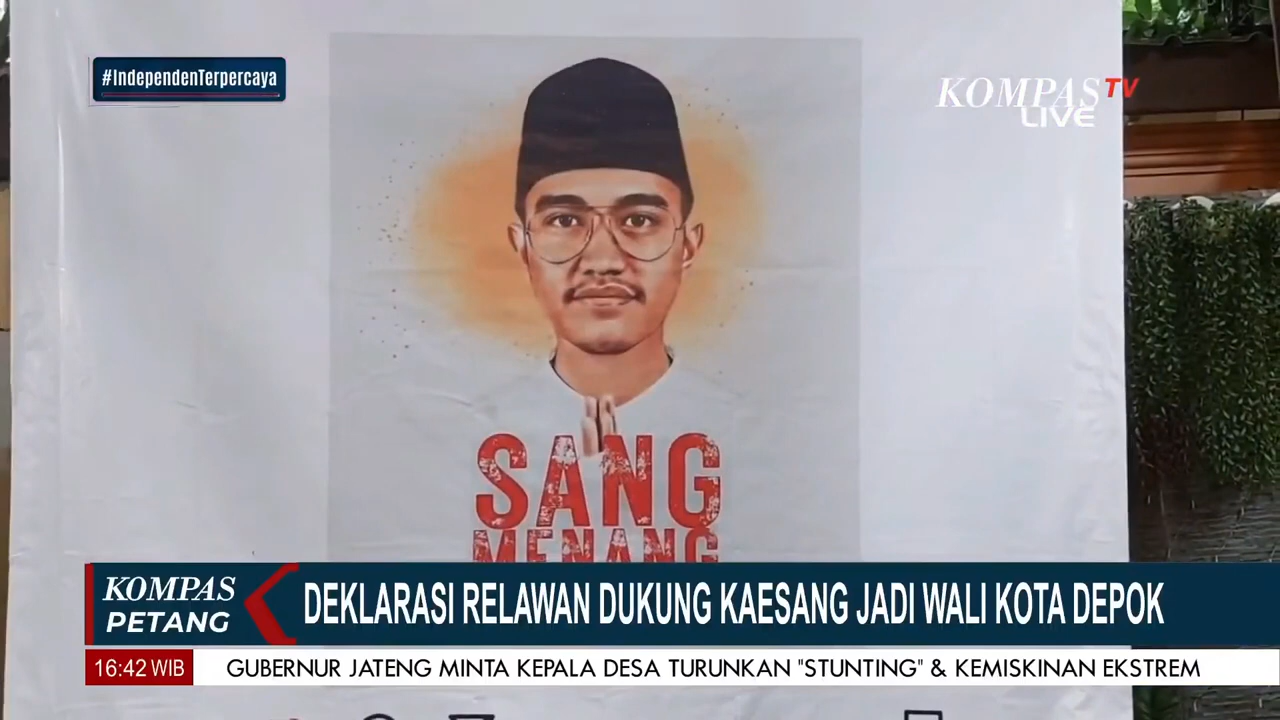 #IndependenTerpercaya
KOMPAS TV
LIVE
SANG
MENANG
KOMPAS
PETANG
DEKLARASI RELAWAN DUKUNG KAESANG JADI WALI KOTA DEPOK
16:42 WIB
GUBERNUR JATENG MINTA KEPALA DESA TURUNKAN "STUNTING" & KEMISKINAN EKSTREM